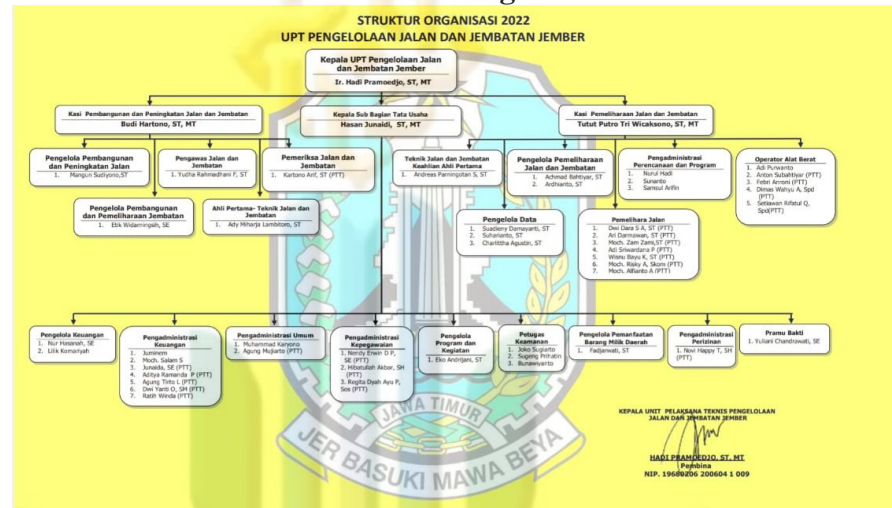 STRUKTUR ORGANISASI 2022
UPT PENGELOLAAN JALAN DAN JEMBATAN JEMBER
Kepala UPT Pengelolaan Jalan
dan Jembatan Jember
Ir. Hadi Pramoedjo, ST, MT
Kasi Pembangunan dan Peningkatan Jalan dan Jembatan
Budi Hartono, ST, MT
Kepala Sub Bagian Tata Usaha
Hasan Junaidi, ST, MT
Kasi Pemeliharaan Jalan dan Jembatan
Tutut Putro Tri Wicaksono, ST, MT
Pengelola Pembangunan
dan Peningkatan Jalan
1. Mangun Sudiyono,ST
Pengawas Jalan dan
Jembatan
1. Yudha Rahmadhani F, ST
Pemeriksa Jalan dan
Jembatan
1. Kartono Arif, ST (PTT)
Teknik Jalan dan Jembatan
Keahlian Ahli Pertama
1. Andreas Parningotan S, ST
Pengelola Pemeliharaan
Jalan dan Jembatan
1. Achmad Bahtiyar, ST
2. Ardhianto, ST
Pengadministrasi
Perencanaan dan Program
1. Nurul Hadi
2. Sunanto
3. Samsul Arifin
Operator Alat Berat
1. Adi Purwanto
2. Anton Subahtiyar (PTT)
3. Febri Anroni (PTT)
4. Dimas Wahyu A, Spd
(PTT)
5. Setiawan Rifatul Q,
Spd(PTT)
Pengelola Pembangunan
dan Pemeliharaan Jembatan
1. Etik Widarningsih, SE
Ahli Pertama- Teknik Jalan dan
Jembatan
1. Ady Miharja Lambitoro, ST
Pengelola Data
1. Suadieny Damayanti, ST
2. Suharianto, ST
3. Charlittha Agustin, ST
Pemelihara Jalan
1. Dwi Dara S A, ST (PTT)
2. Ari Darmawan, ST (PTT)
3. Moch. Zam Zami,ST (PTT)
4. Adi Sriwardara P (PTT)
5. Wisnu Bayu K, ST (PTT)
6. Moch. Risky A, Skom (PTT)
7. Moch. Alfianto A (PTT)
Pengelola Keuangan
1. Nur Hasanah, SE
2. Lilik Komariyah
Pengadministrasi
Keuangan
1. Juminem
2. Moch. Salam S
3. Junaida, SE (PTT)
4. Aditya Ramanda P (PTT)
5. Agung Tirto L (PTT)
6. Dwi Yanti O, SH (PTT)
7. Ratih Winda (PTT)
Pengadministrasi Umum
1. Muhammad Karyono
2. Agung Mujiarto (PTT)
Pengadministrasi
Kepegawaian
1. Nendy Erwin D P,
SE (PTT)
2. Hibatullah Akbar, SH
(PTT)
3. Regita Dyah Ayu P,
Sos (PTT)
Pengelola
Program dan
Kegiatan
1. Eko Andrijani, ST
Petugas
Keamanan
1. Joko Sugiarto
2. Sugeng Prihatin
3. Bunawiyarto
Pengelola Pemanfaatan
Barang Milik Daerah
1. Fadjarwati, ST
Pengadministrasi
Perizinan
1. Novi Happy T, SH
(PTT)
Pramu Bakti
1. Yuliani Chandrowati, SE
JAWA TIMUR
JER BASUKI MAWA BEYA
KEPALA UNIT PELAKSANA TEKNIS PENGELOLAAN
JALAN DAN JEMBATAN JEMBER
HADI PRAMOEDJO, ST, MT
Pembina
NIP. 19680206 200604 1 009